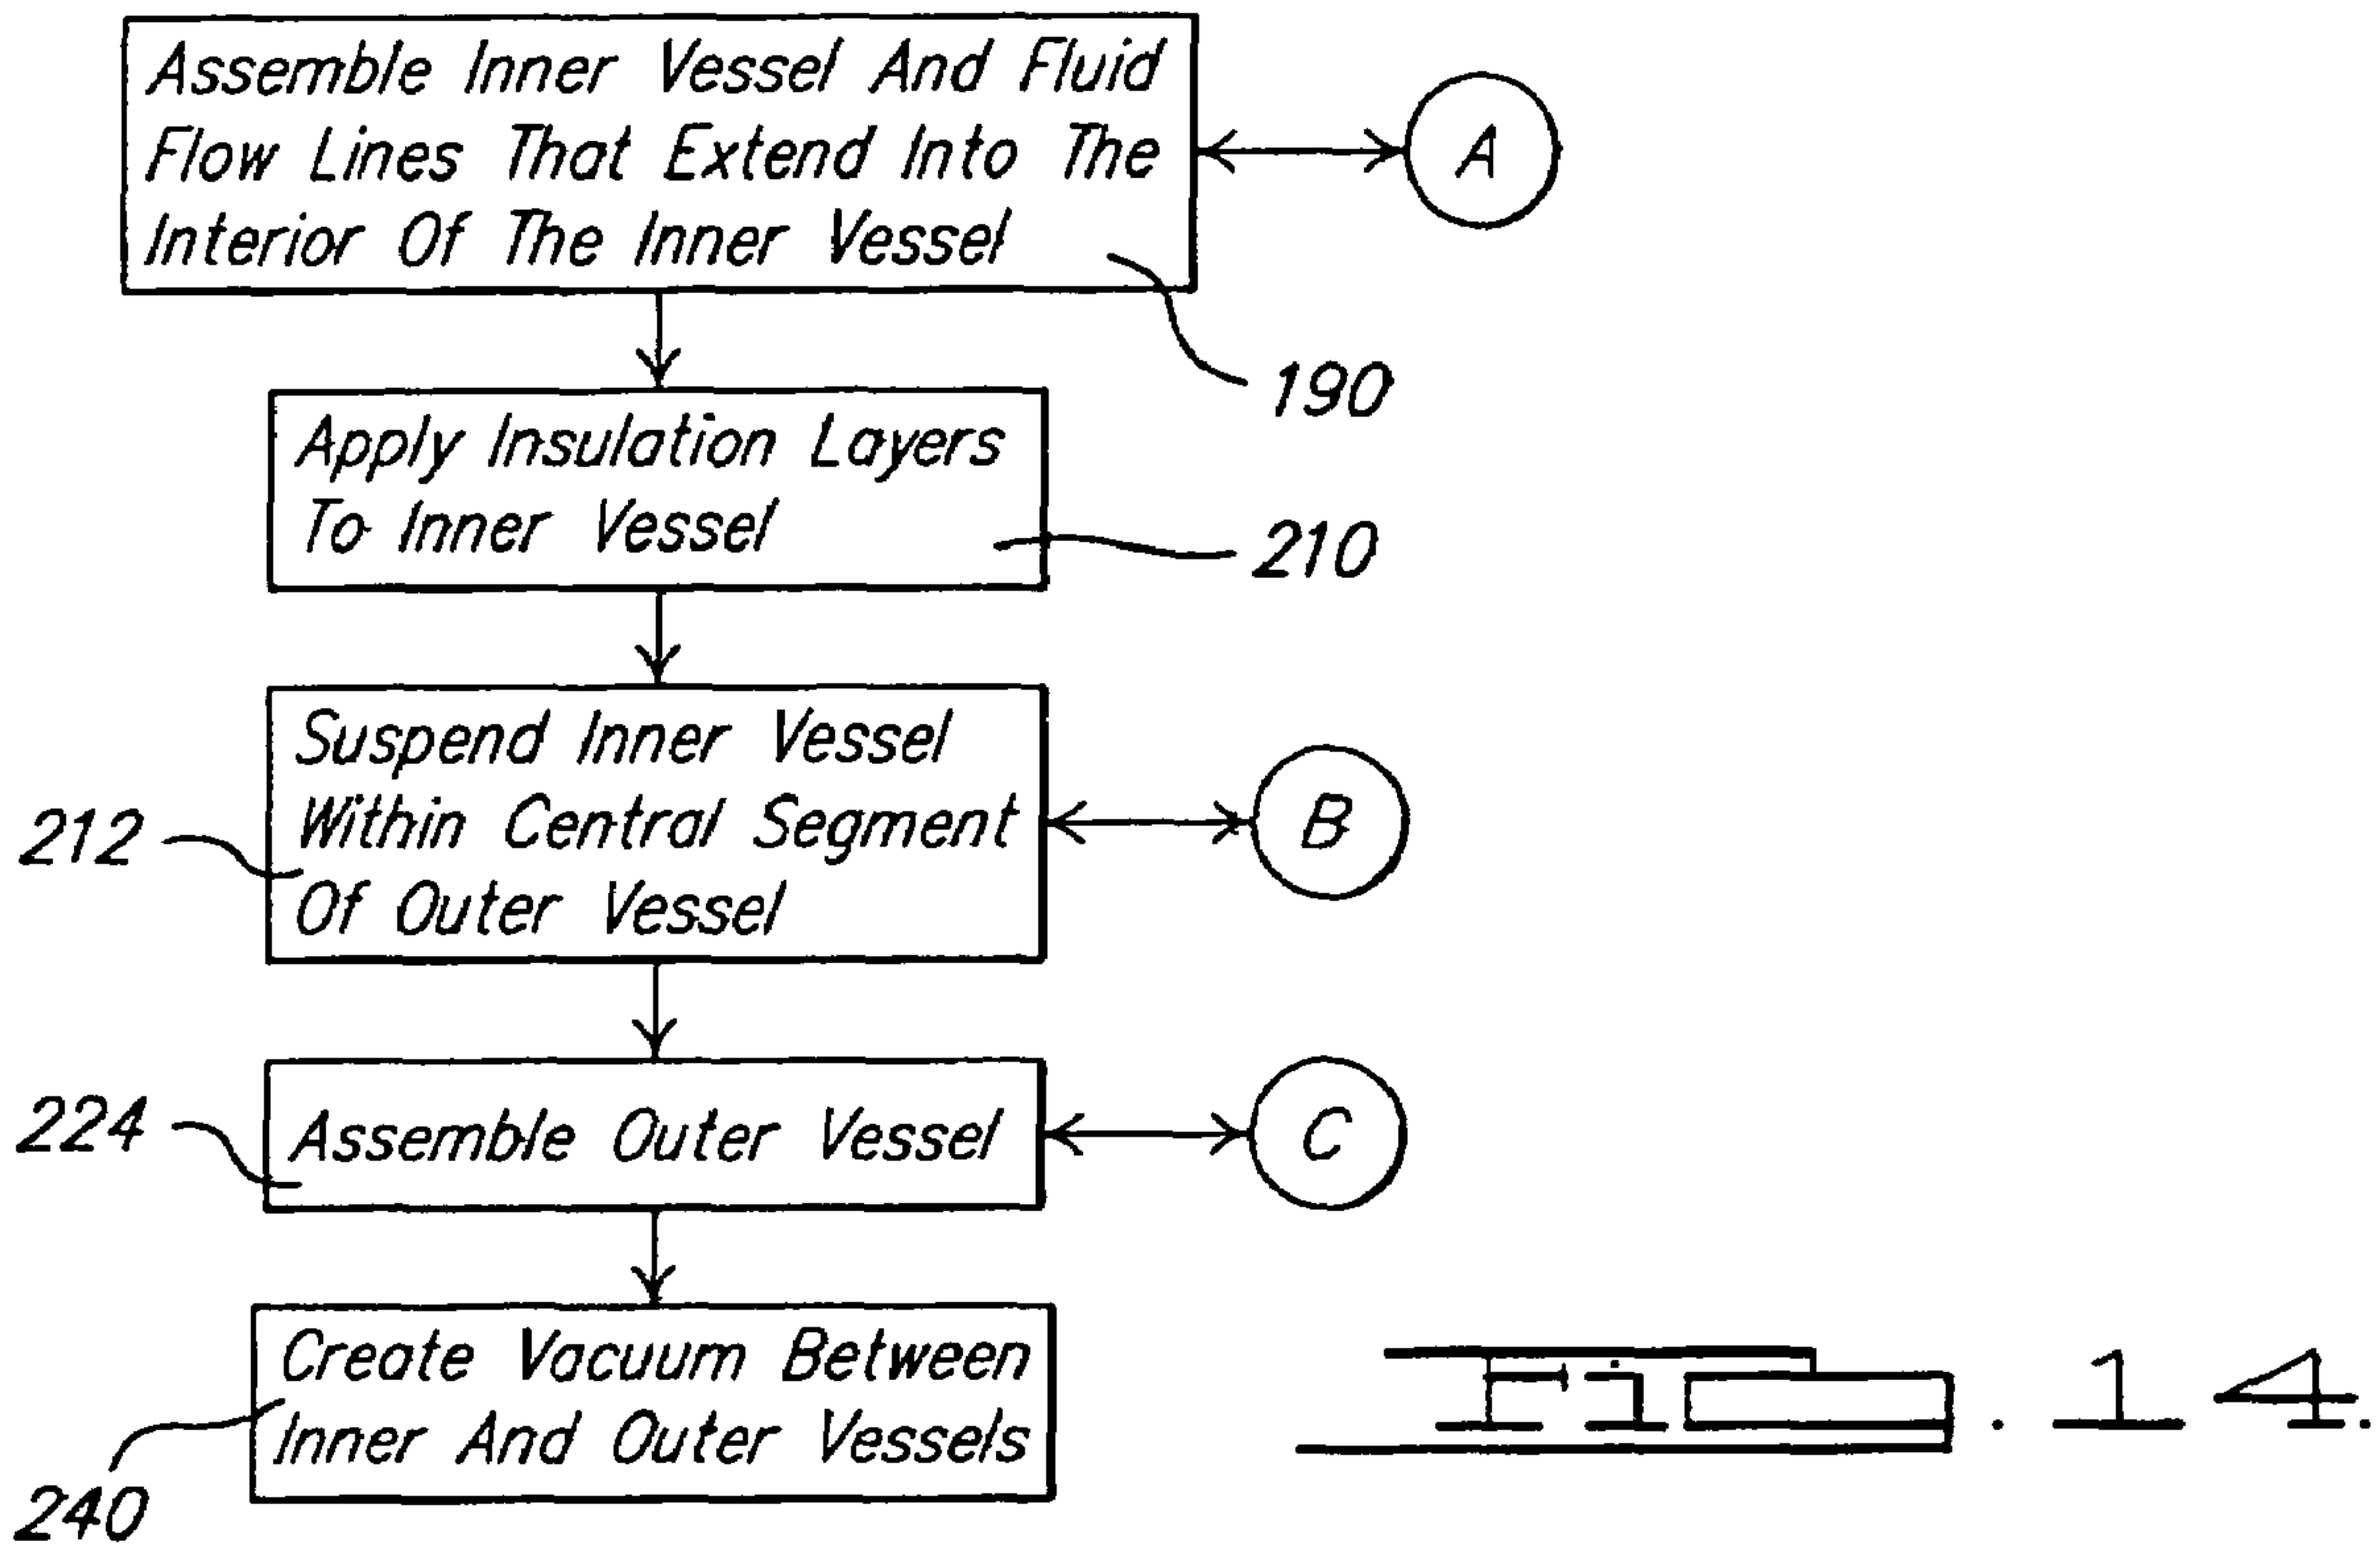 Assemble Inner Vessel And Fluid
Flow Lines That Extend Into The
Interior Of The Inner Vessel
A
190
Apply Insulation Layers
To Inner Vessel
210
Suspend Inner Vessel
Within Central Segment
Of Outer Vessel
212
B
Assemble Outer Vessel
224
C
Create Vacuum Between
Inner And Outer Vessels
240
FIG. 14.